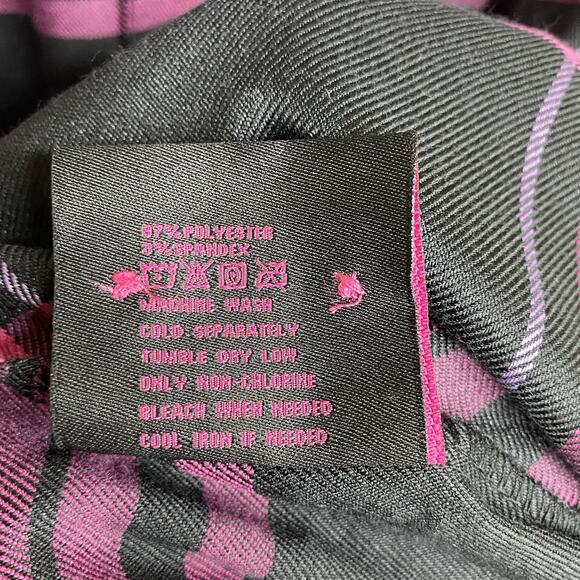 97% POLYESTER
3% SPANDEX
MACHINE WASH
COLD SEPARATELY
TUMBLE DRY LOW
ONLY NON-CHLORINE
BLEACH WHEN NEEDED
COOL IRON IF NEEDED